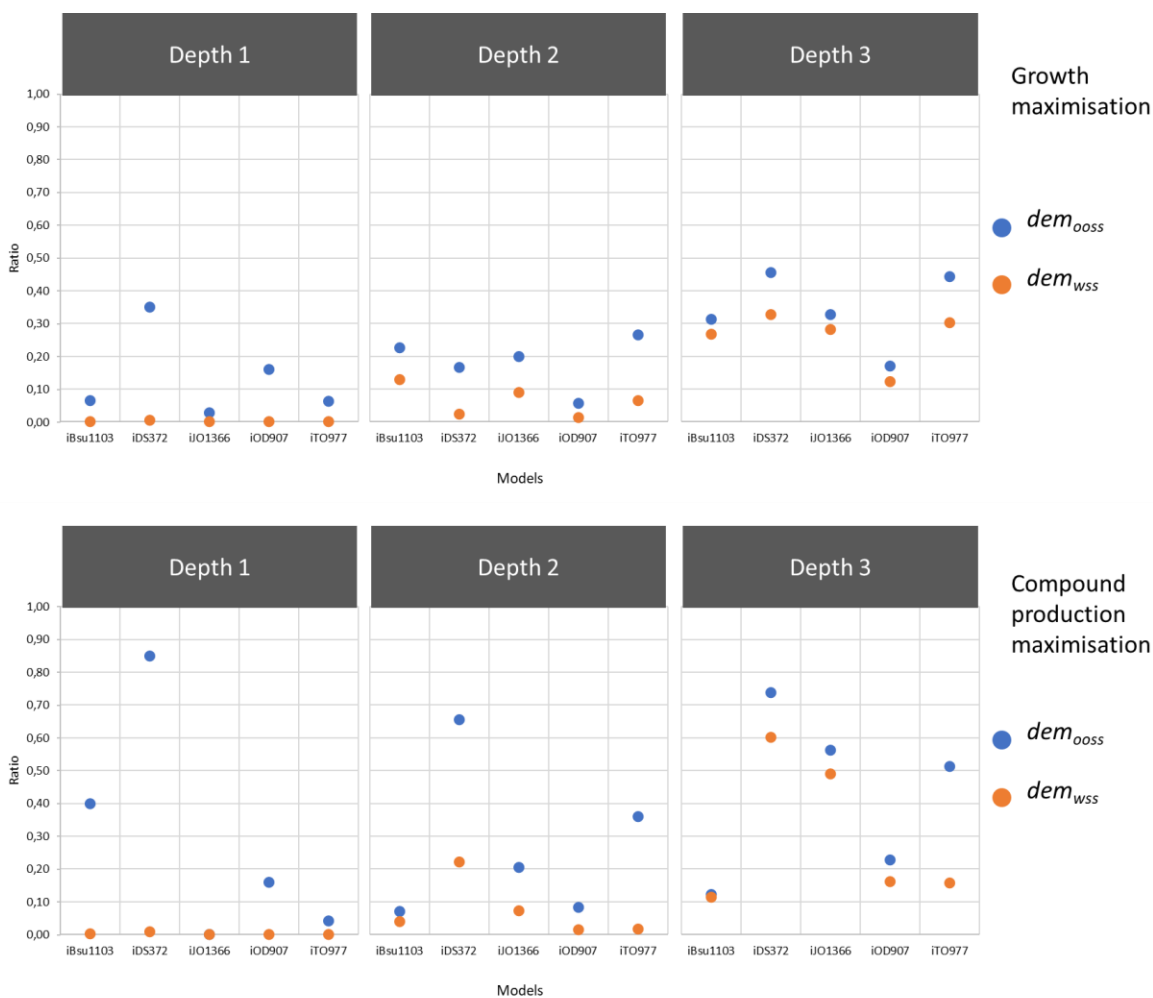 Depth 1
Depth 2
Depth 3
Growth
maximisation
1,00
0,90
0,80
0,70
0,60
0,50
0,40
0,30
0,20
0,10
0,00
Ratio
dem_ooss
dem_wss
iBsu1103 iDS372 iJO1366 iOD907 iTO977
iBsu1103 iDS372 iJO1366 iOD907 iTO977
iBsu1103 iDS372 iJO1366 iOD907 iTO977
Models
Depth 1
Depth 2
Depth 3
Compound
production
maximisation
1,00
0,90
0,80
0,70
0,60
0,50
0,40
0,30
0,20
0,10
0,00
Ratio
dem_ooss
dem_wss
iBsu1103 iDS372 iJO1366 iOD907 iTO977
iBsu1103 iDS372 iJO1366 iOD907 iTO977
iBsu1103 iDS372 iJO1366 iOD907 iTO977
Models